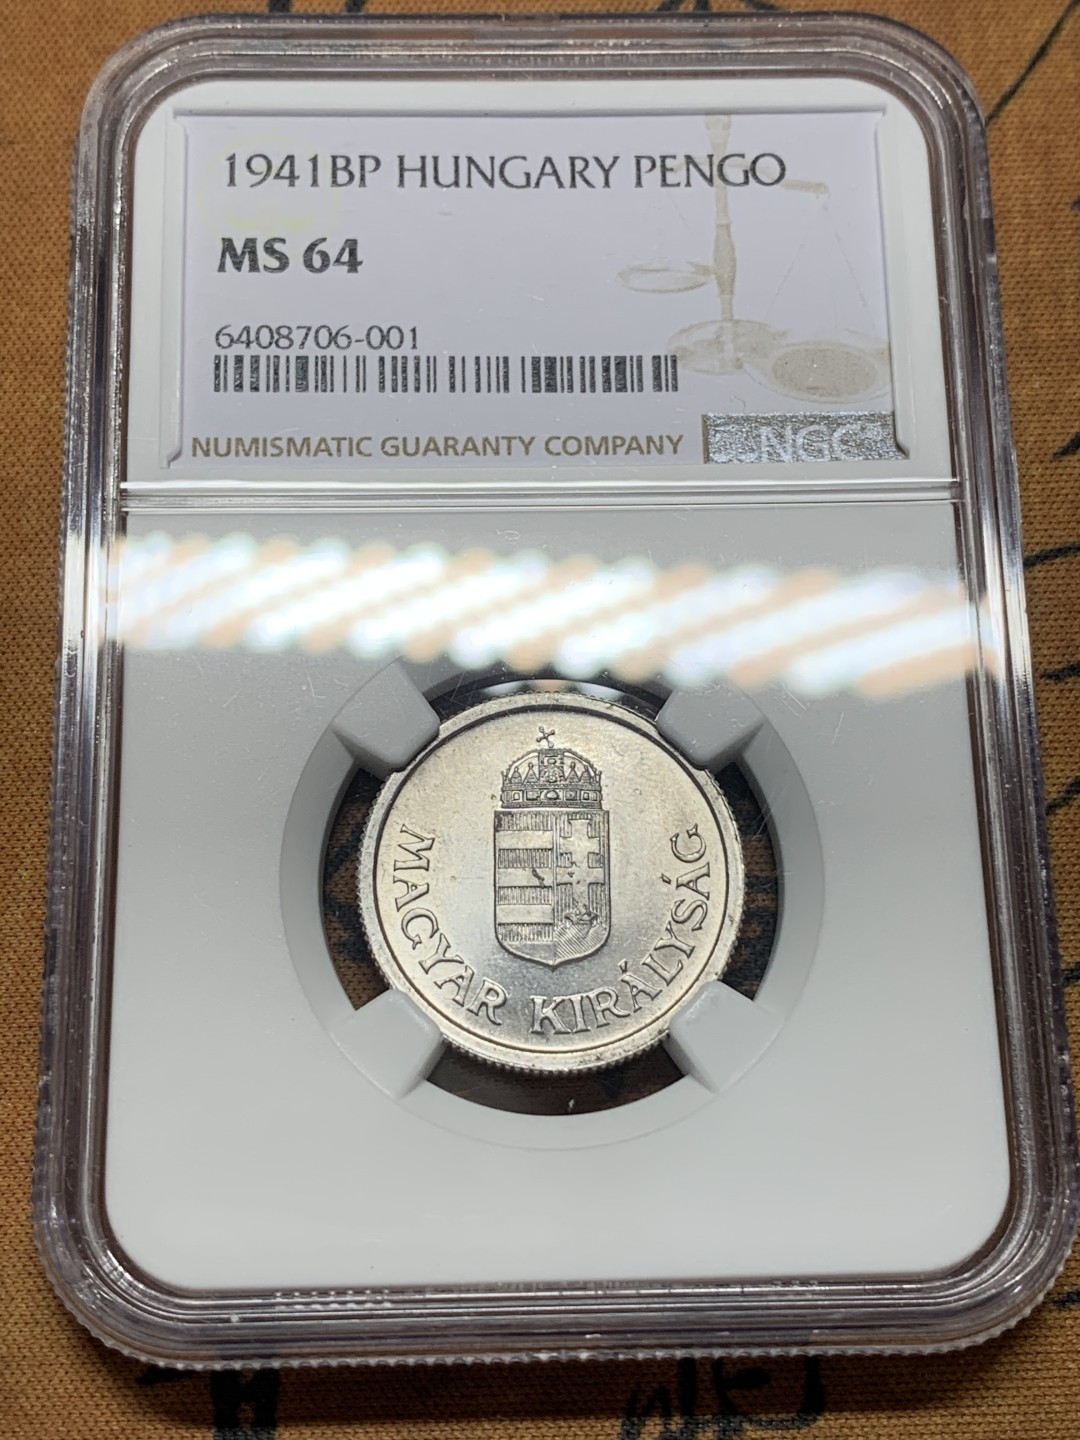 1941BP HUNGARY PENGO
MS 64
6408706-001
NUMISMATIC GUARANTY COMPANY NGC
MAGYAR KIRÁLYSÁG